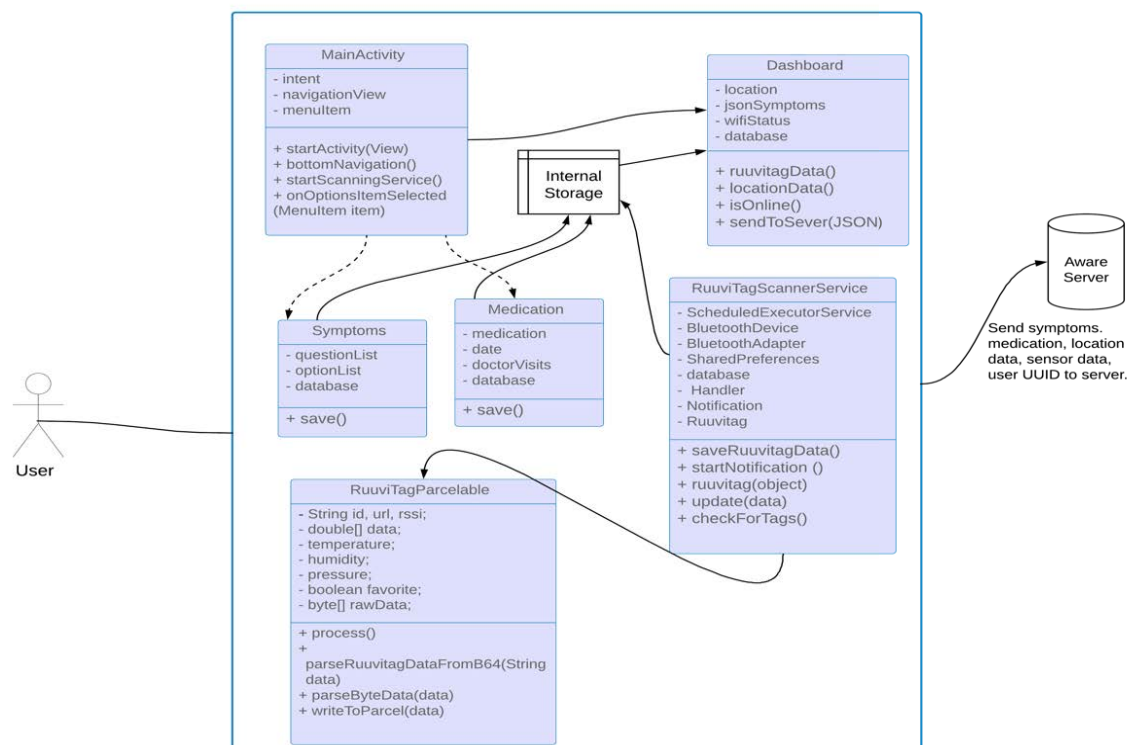 MainActivity
- intent
- navigationView
- menuItem
+ startActivity(View)
+ bottomNavigation()
+ startScanningService()
+ onOptionsItemSelected
(MenuItem item)
Dashboard
- location
- jsonSymptoms
- wifiStatus
- database
+ ruuvitagData()
+ locationData()
+ isOnline()
+ sendToSever(JSON)
Internal
Storage
Symptoms
- questionList
- optionList
- database
+ save()
Medication
- medication
- date
- doctorVisits
- database
+ save()
RuuviTagScannerService
- ScheduledExecutorService
- BluetoothDevice
- BluetoothAdapter
- SharedPreferences
- database
- Handler
- Notification
- Ruuvitag
+ saveRuuvitagData()
+ startNotification ()
+ ruuvitag(object)
+ update(data)
+ checkForTags()
Aware
Server
Send symptoms.
medication, location
data, sensor data,
user UUID to server.
User
RuuviTagParcelable
- String id, url, rssi;
- double[] data;
- temperature;
- humidity;
- pressure;
- boolean favorite;
- byte[] rawData;
+ process()
+
parseRuuvitagDataFromB64(String
data)
+ parseByteData(data)
+ writeToParcel(data)